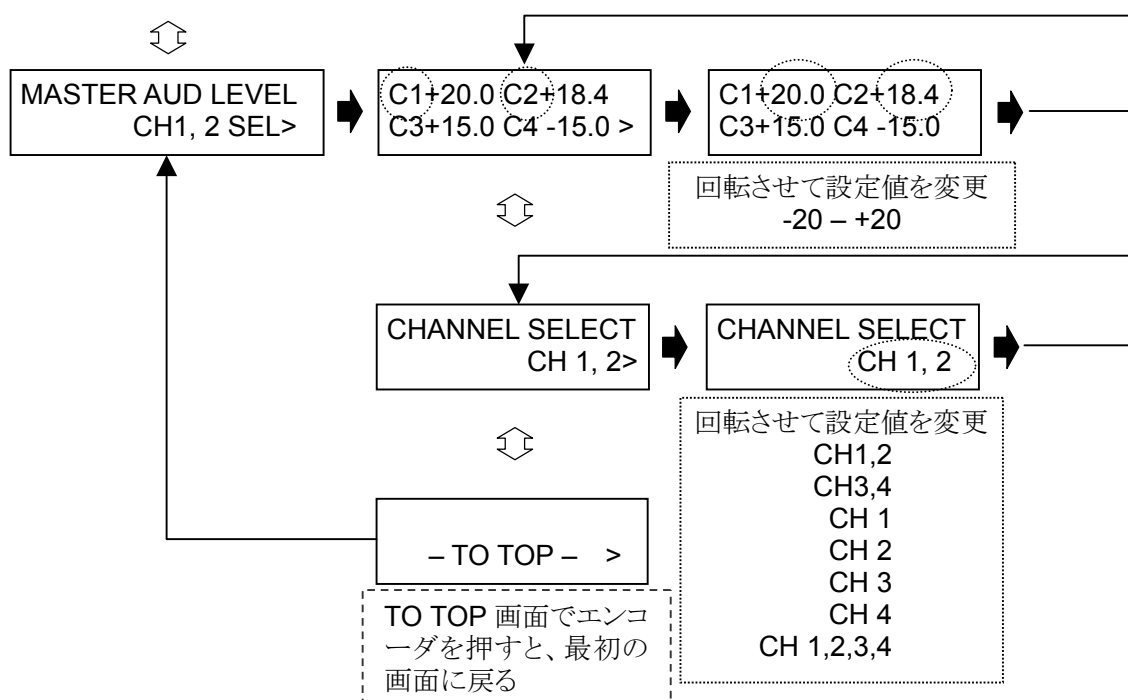 MASTER AUD LEVEL
CH1, 2 SEL>
C1+20.0 C2+18.4
C3+15.0 C4 -15.0 >
C1+20.0 C2+18.4
C3+15.0 C4 -15.0
回転させて設定値を変更
-20 – +20
CHANNEL SELECT
CH 1, 2>
CHANNEL SELECT
CH 1, 2
回転させて設定値を変更
CH1,2
CH3,4
CH 1
CH 2
CH 3
CH 4
CH 1,2,3,4
– TO TOP – >
TO TOP 画面でエンコ
ーダを押すと、最初の
画面に戻る